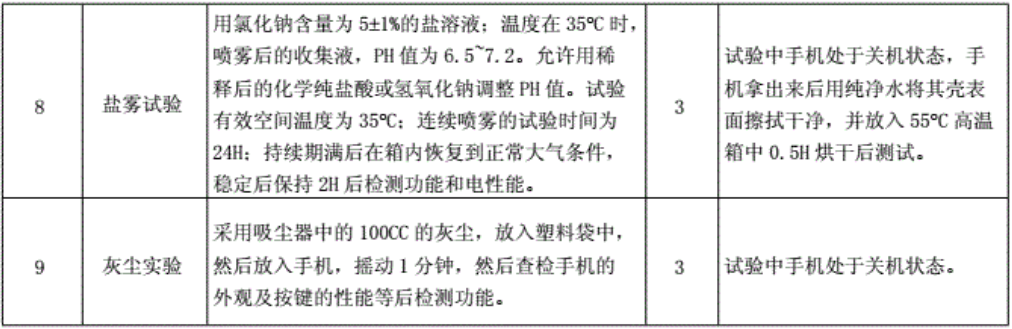 8
盐雾试验
用氯化钠含量为 5±1%的盐溶液；温度在 35℃ 时，
喷雾后的收集液，PH 值为 6.5~7.2。允许用稀
释后的化学纯盐酸或氢氧化钠调整 PH 值。试验
有效空间温度为 35℃；连续喷雾的试验时间为
24H；持续期满后在箱内恢复到正常大气条件，
稳定后保持 2H 后检测功能和电性能。
3
试验中手机处于关机状态，手
机拿出来后用纯净水将其壳表
面擦拭干净，并放入 55℃ 高温
箱中 0.5H 烘干后测试。
9
灰尘实验
采用吸尘器中的 100CC 的灰尘，放入塑料袋中，
然后放入手机，摇动 1 分钟，然后查检手机的
外观及按键的性能等后检测功能。
3
试验中手机处于关机状态。